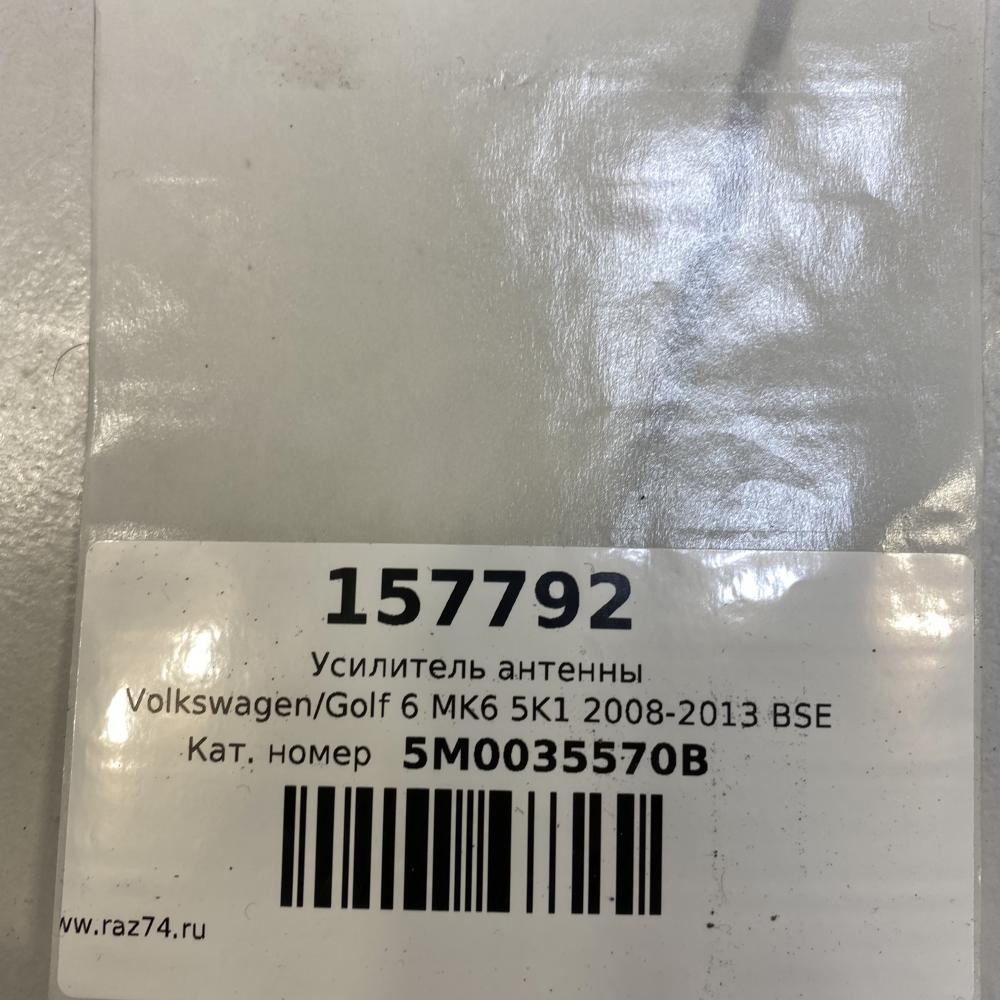 157792
Усилитель антенны
Volkswagen/Golf 6 MK6 5K1 2008-2013 BSE
Кат. номер 5M0035570B
ww.raz74.ru